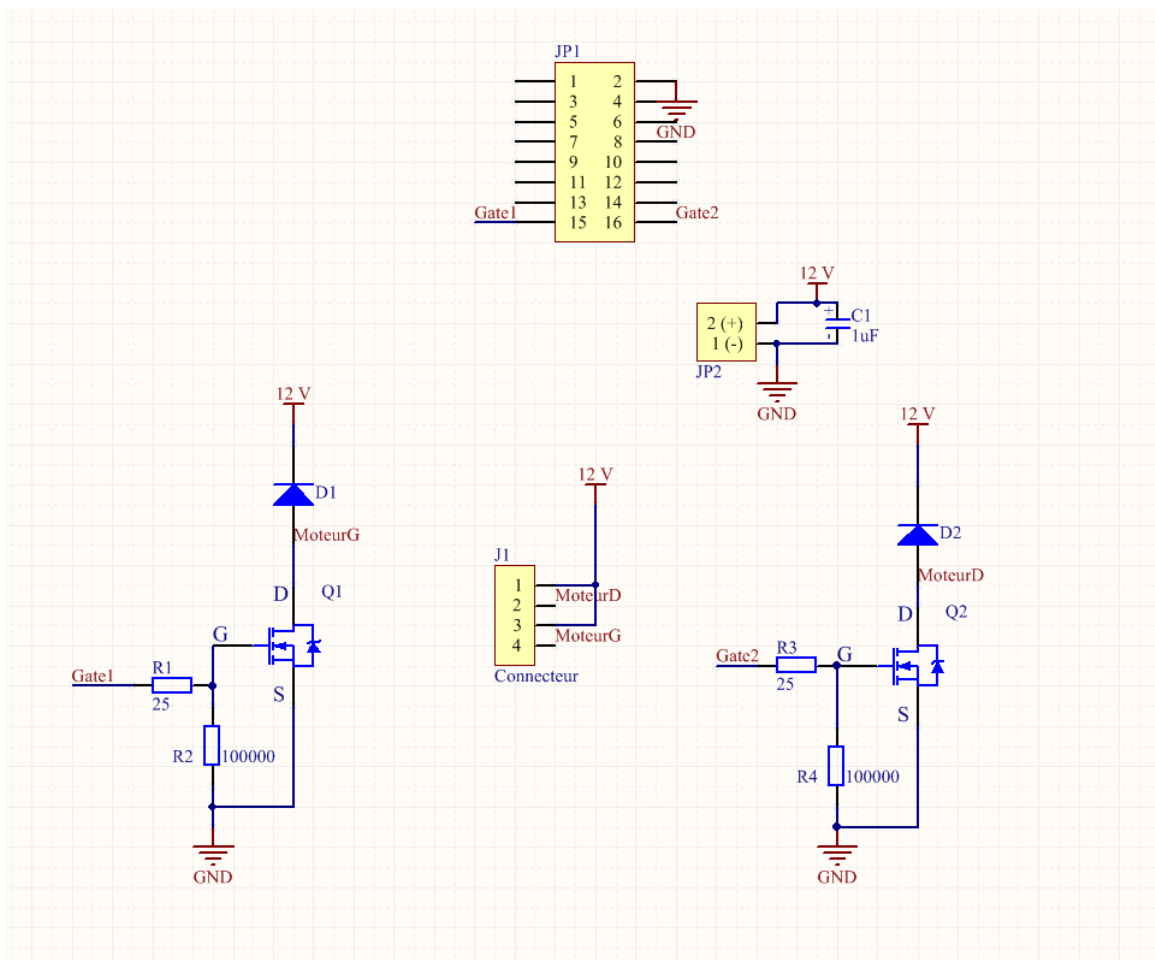 JP1
1 2
3 4
5 6
GND
7 8
9 10
11 12
13 14
Gate1 Gate2
15 16
12 V
+ C1
2 (+)
- 1uF
1 (-)
JP2
GND
12 V
D1
MoteurG
D Q1
G
Gate1 R1
25
S
R2 100000
GND
12 V
J1
1
MoteurD
2
3
MoteurG
4
Connecteur
12 V
D2
MoteurD
D Q2
Gate2 R3 G
25
S
R4 100000
GND